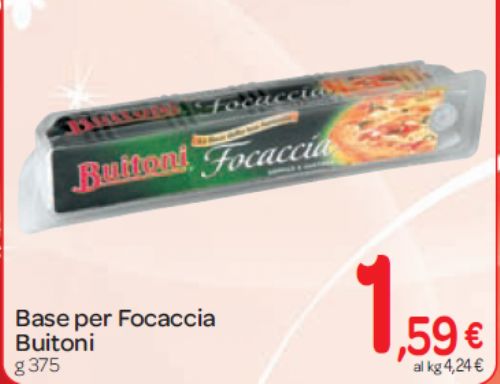 Buitoni Focaccia
Buitoni Focaccia
Base per Focaccia
Buitoni
g 375
1,59 €
al kg 4,24 €